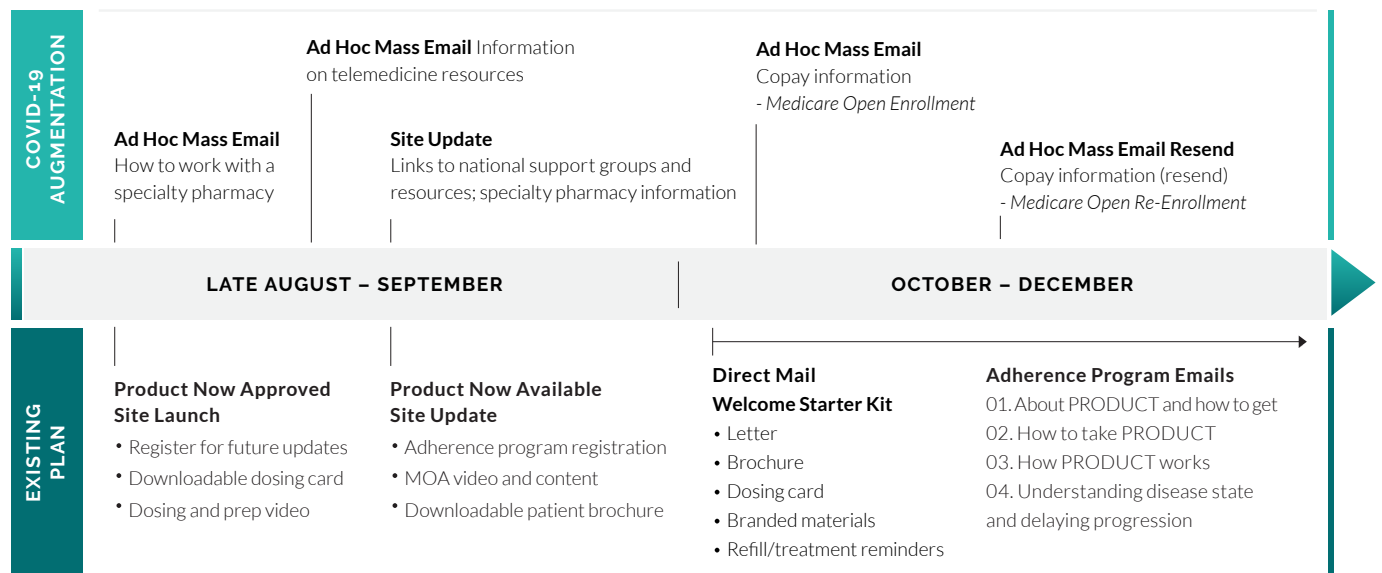 COVID-19
AUGMENTATION
Ad Hoc Mass Email Information
on telemedicine resources
Ad Hoc Mass Email
How to work with a
specialty pharmacy
Site Update
Links to national support groups and
resources; specialty pharmacy information
Ad Hoc Mass Email
Copay information
- Medicare Open Enrollment
Ad Hoc Mass Email Resend
Copay information (resend)
- Medicare Open Re-Enrollment
LATE AUGUST – SEPTEMBER
OCTOBER – DECEMBER
EXISTING
PLAN
Product Now Approved
Site Launch
• Register for future updates
• Downloadable dosing card
• Dosing and prep video
Product Now Available
Site Update
• Adherence program registration
• MOA video and content
• Downloadable patient brochure
Direct Mail
Welcome Starter Kit
• Letter
• Brochure
• Dosing card
• Branded materials
• Refill/treatment reminders
Adherence Program Emails
01. About PRODUCT and how to get
02. How to take PRODUCT
03. How PRODUCT works
04. Understanding disease state
and delaying progression